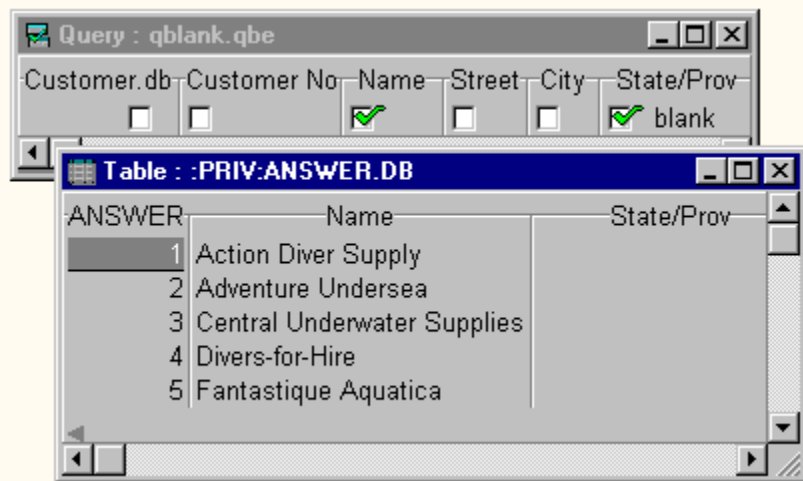 Query : qblank.qbe
Customer.db Customer No Name Street City State/Prov
blank
Table : :PRIV:ANSWER.DB
ANSWER Name State/Prov
1 Action Diver Supply
2 Adventure Undersea
3 Central Underwater Supplies
4 Divers-for-Hire
5 Fantastique Aquatica